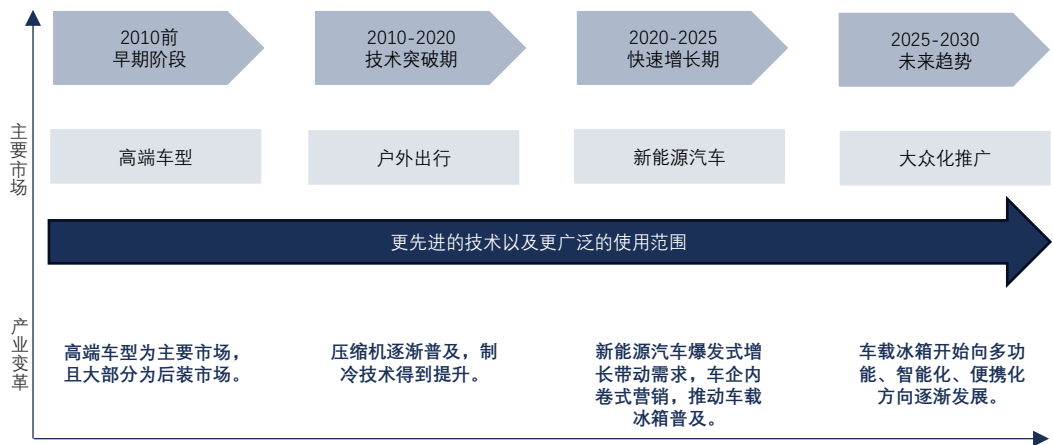 2010前
早期阶段
2010-2020
技术突破期
2020-2025
快速增长期
2025-2030
未来趋势
主要市场
高端车型
户外出行
新能源汽车
大众化推广
更先进的技术以及更广泛的使用范围
产业变革
高端车型为主要市场，
且大部分为后装市场。
压缩机逐渐普及，制
冷技术得到提升。
新能源汽车爆发式增
长带动需求，车企内
卷式营销，推动车载
冰箱普及。
车载冰箱开始向多功
能、智能化、便携化
方向逐渐发展。